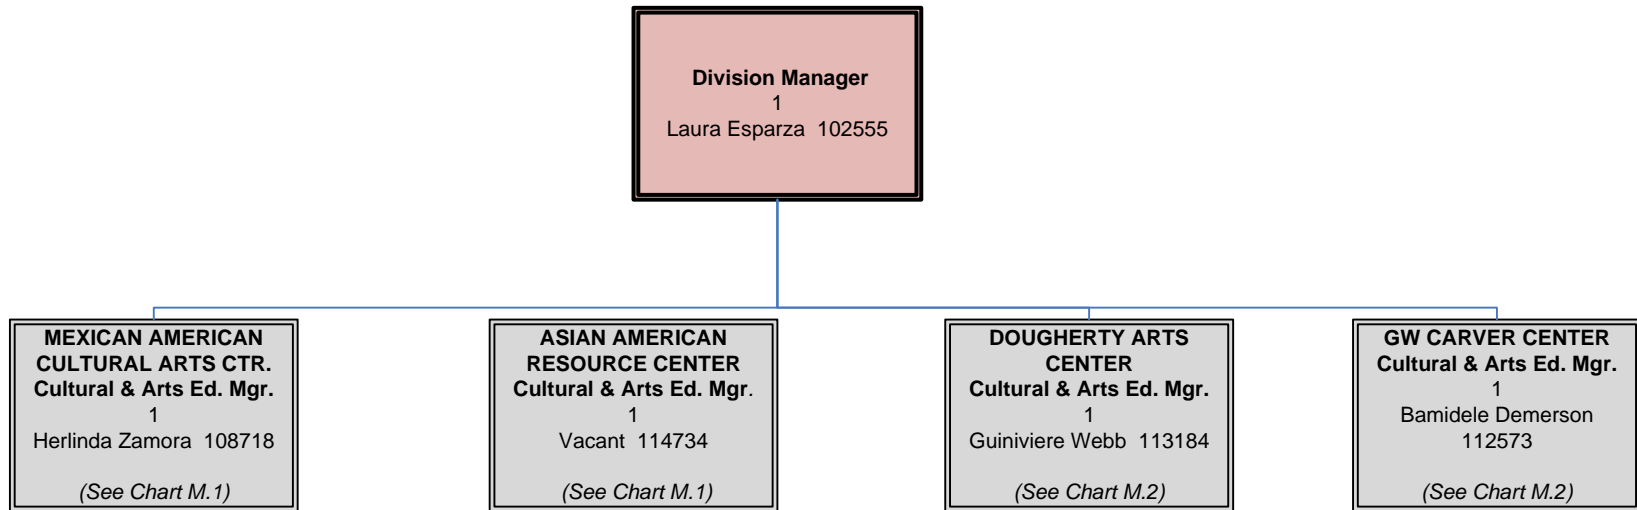 Division Manager
1
Laura Esparza 102555
MEXICAN AMERICAN
CULTURAL ARTS CTR.
Cultural & Arts Ed. Mgr.
1
Herlinda Zamora 108718
(See Chart M.1)
ASIAN AMERICAN
RESOURCE CENTER
Cultural & Arts Ed. Mgr.
1
Vacant 114734
(See Chart M.1)
DOUGHERTY ARTS
CENTER
Cultural & Arts Ed. Mgr.
1
Guiniviere Webb 113184
(See Chart M.2)
GW CARVER CENTER
Cultural & Arts Ed. Mgr.
1
Bamidele Demerson
112573
(See Chart M.2)